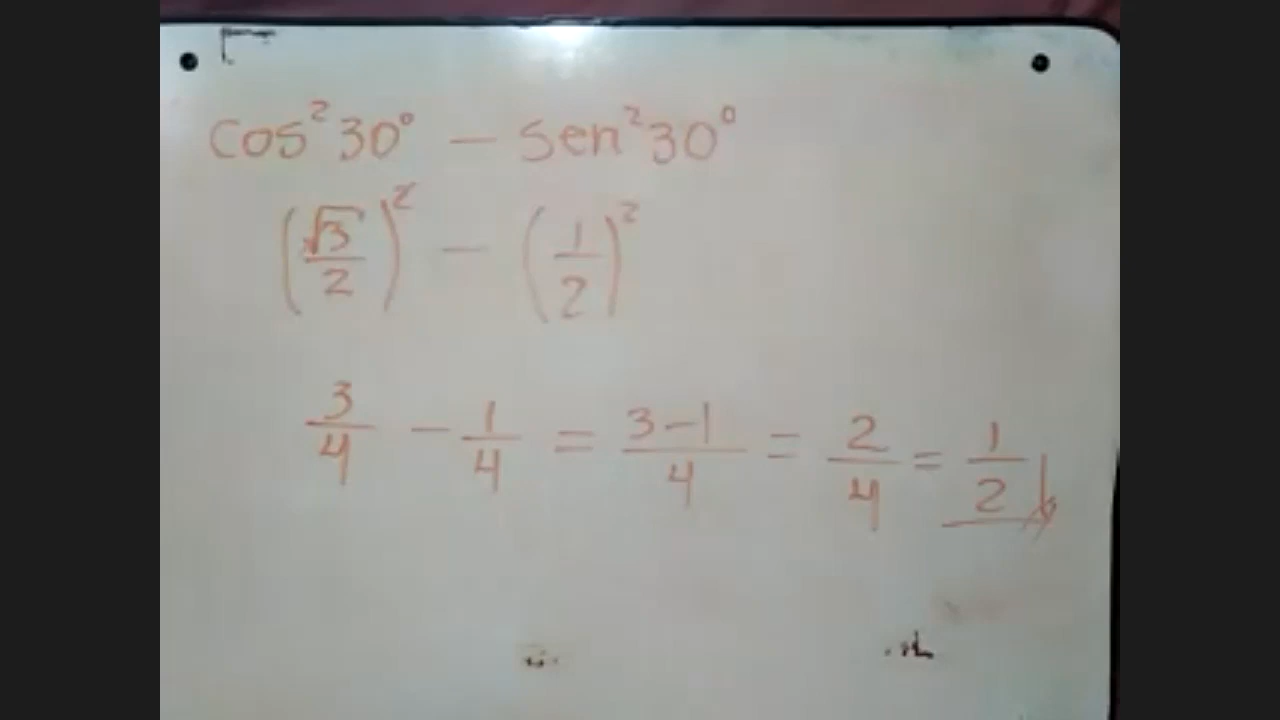 cos²30° − sen²30°
(√3/2)² − (1/2)²
3/4 − 1/4 = 3−1/4 = 2/4 = 1/2